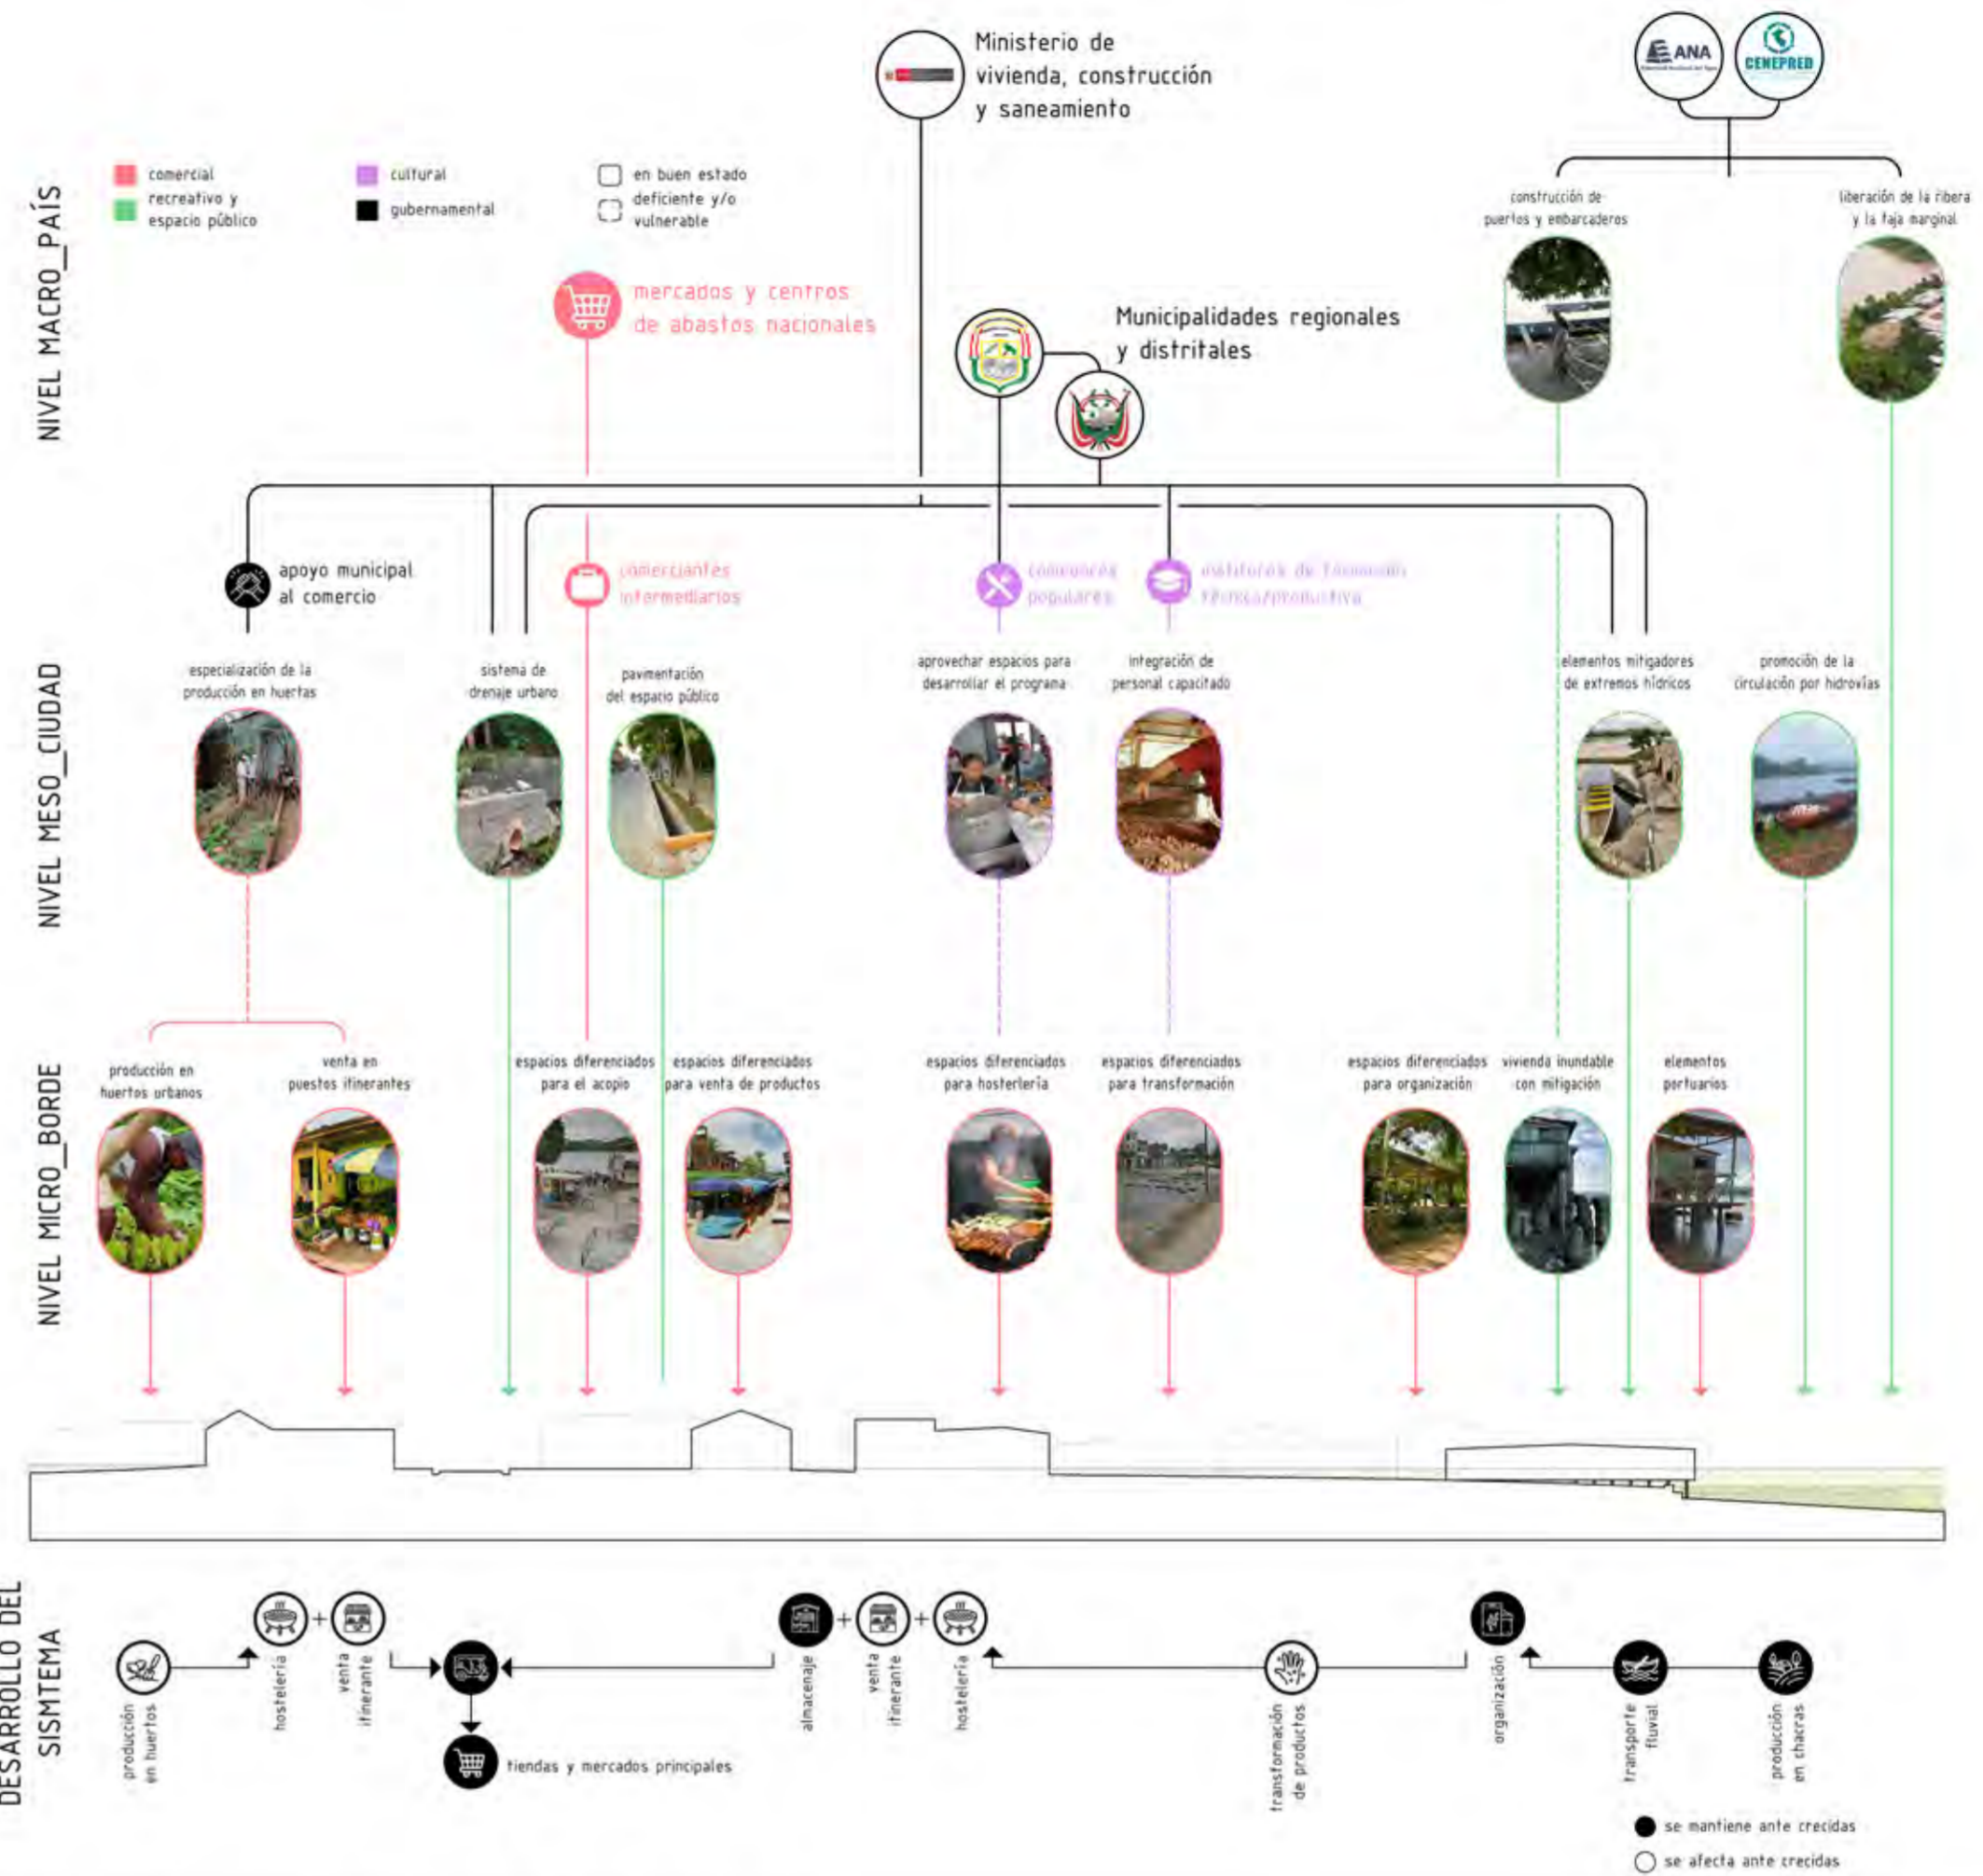 Ministerio de
vivienda, construcción
y saneamiento
ANA
CENEPRED
NIVEL MACRO_PAÍS
comercial
recreativo y
espacio público
cultural
gubernamental
en buen estado
deficiente y/o
vulnerable
construcción de
puertos y embarcaderos
liberación de la ribera
y la faja marginal
mercados y centros
de abastos nacionales
Municipalidades regionales
y distritales
NIVEL MESO_CIUDAD
apoyo municipal
al comercio
comerciantes
intermediarios
comedores
populares
institutos de formación
técnica/productiva
especialización de la
producción en huertas
sistema de
drenaje urbano
pavimentación
del espacio público
aprovechar espacios para
desarrollar el programa
integración de
personal capacitado
elementos mitigadores
de extremos hídricos
promoción de la
circulación por hidrovías
NIVEL MICRO_BORDE
producción en
huertos urbanos
venta en
puestos itinerantes
espacios diferenciados
para el acopio
espacios diferenciados
para venta de productos
espacios diferenciados
para hosterlería
espacios diferenciados
para transformación
espacios diferenciados
para organización
vivienda inundable
con mitigación
elementos
portuarios
DESARROLLO DEL
SISMTEMA
producción
en huertos
hostelería
+
venta
itinerante
tiendas y mercados principales
almacenaje
+
venta
itinerante
+
hostelería
transformación
de productos
organización
transporte
fluvial
producción
en chacras
se mantiene ante crecidas
se afecta ante crecidas